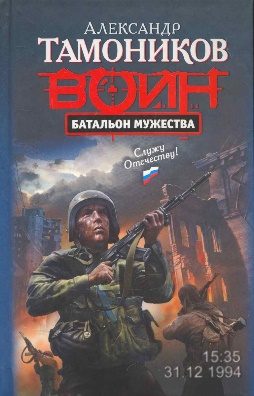 АЛЕКСАНДР
ТАМОНИКОВ
ВОИН
БАТАЛЬОН МУЖЕСТВА
Служу
Отечеству!
15:35
31.12 1994